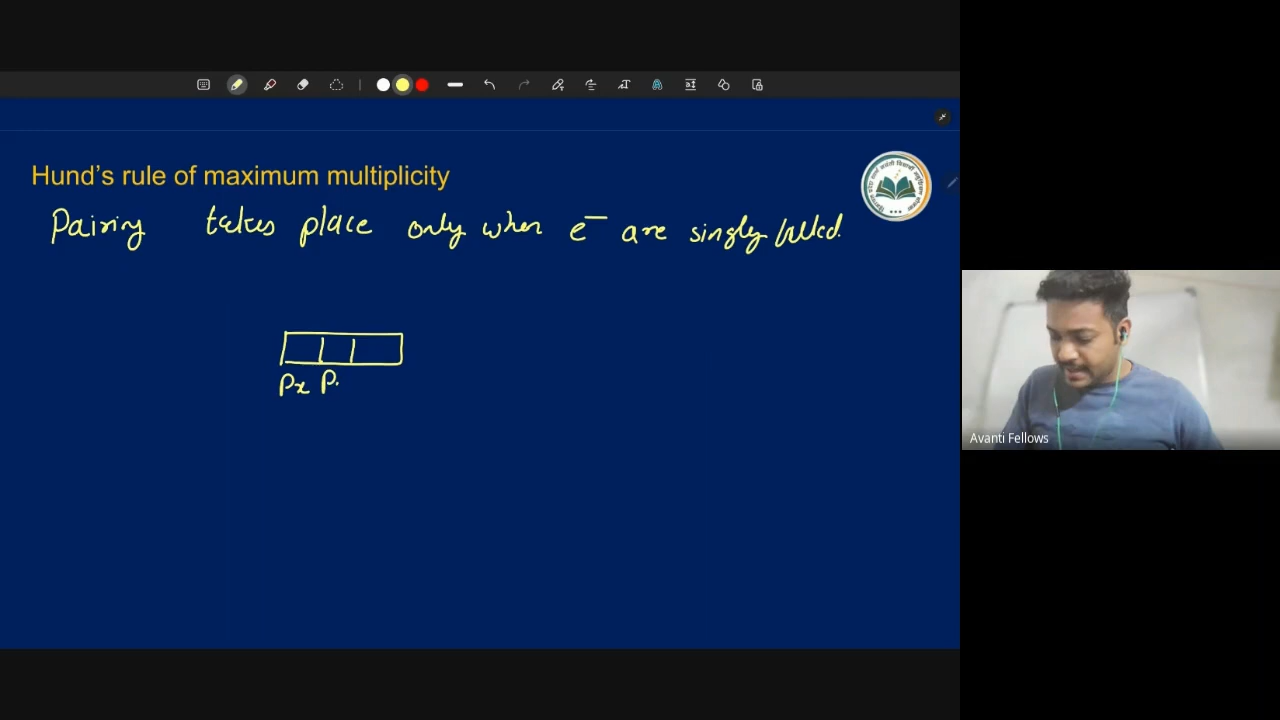 Hund's rule of maximum multiplicity
Pairing takes place only when e⁻ are singly filled.
Px P.
Avanti Fellows